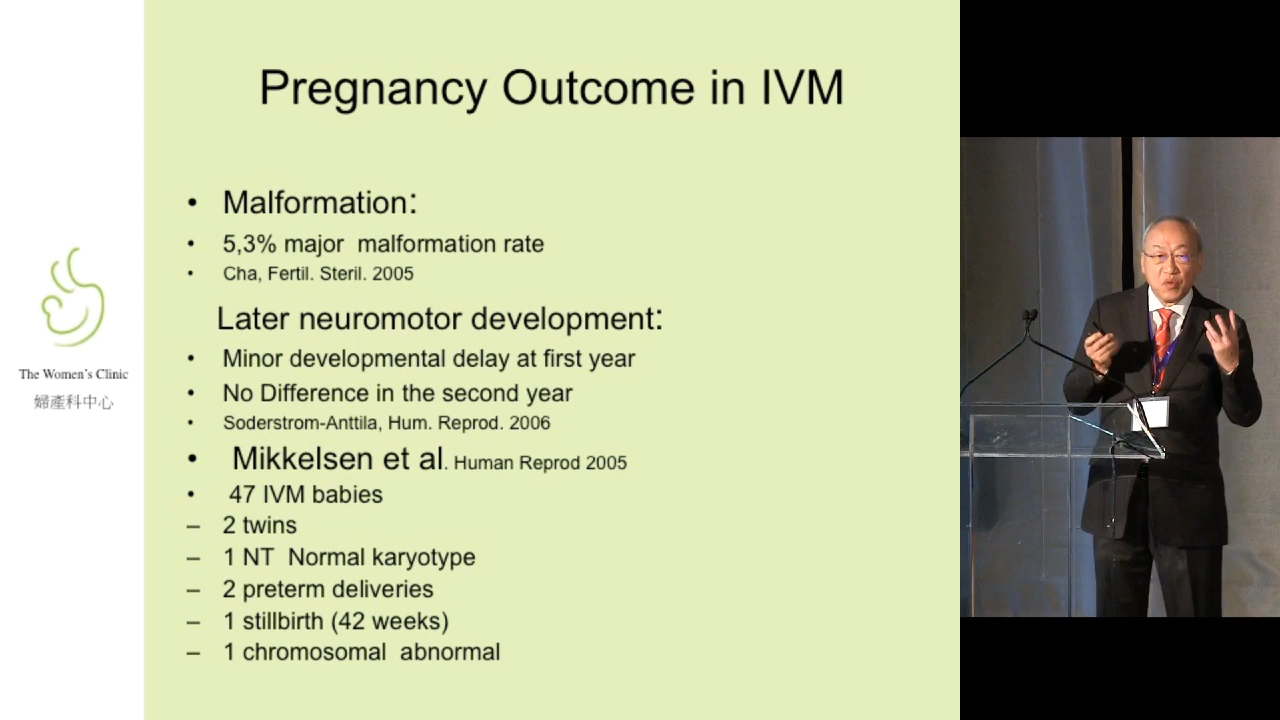 Pregnancy Outcome in IVM
• Malformation:
• 5,3% major malformation rate
• Cha, Fertil. Steril. 2005
Later neuromotor development:
• Minor developmental delay at first year
• No Difference in the second year
• Soderstrom-Anttila, Hum. Reprod. 2006
• Mikkelsen et al. Human Reprod 2005
• 47 IVM babies
– 2 twins
– 1 NT Normal karyotype
– 2 preterm deliveries
– 1 stillbirth (42 weeks)
– 1 chromosomal abnormal
The Women's Clinic
婦產科中心